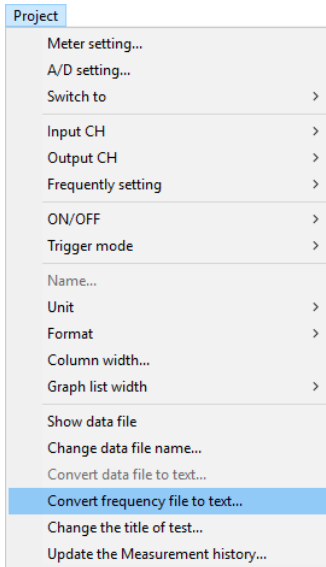 Project
Meter setting...
A/D setting...
Switch to
Input CH
Output CH
Frequently setting
ON/OFF
Trigger mode
Name...
Unit
Format
Column width...
Graph list width
Show data file
Change data file name...
Convert data file to text...
Convert frequency file to text...
Change the title of test...
Update the Measurement history...